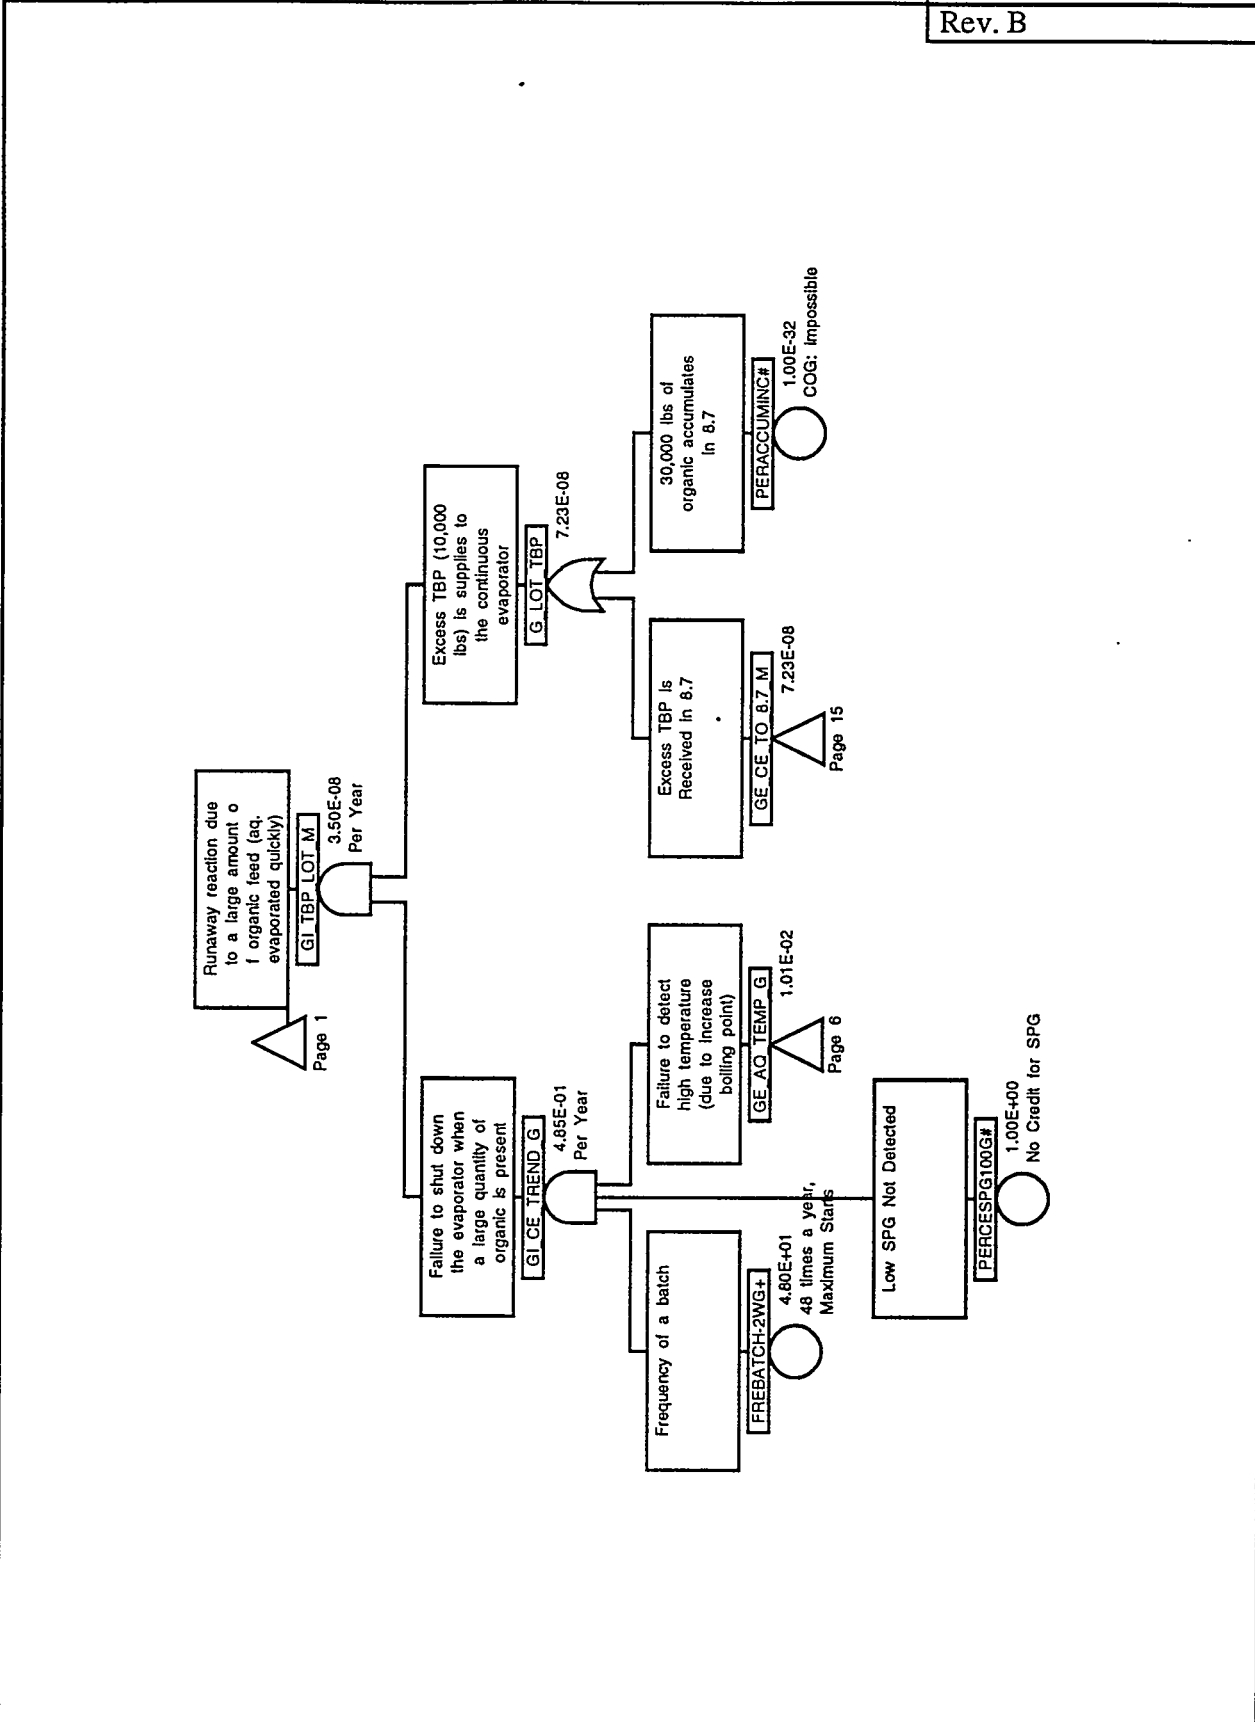 Rev. B
Runaway reaction due
to a large amount o
f organic feed (aq.
evaporated quickly)
GI_TBP_LOT_M
3.50E-08
Per Year
Page 1
Failure to shut down
the evaporator when
a large quantity of
organic is present
GI_CE_TREND_G
4.85E-01
Per Year
Excess TBP (10,000
lbs) is supplies to
the continuous
evaporator
G_LOT_TBP
7.23E-08
Frequency of a batch
FREBATCH-2WG+
4.80E+01
48 times a year,
Maximum Starts
Failure to detect
high temperature
(due to increase
boiling point)
GE_AQ_TEMP_G
1.01E-02
Page 6
Excess TBP is
Received in 8.7
GE_CE_TO_8.7_M
7.23E-08
Page 15
30,000 lbs of
organic accumulates
in 8.7
PERACCUMINC#
1.00E-32
COG: Impossible
Low SPG Not Detected
PERCESPG100G#
1.00E+00
No Credit for SPG